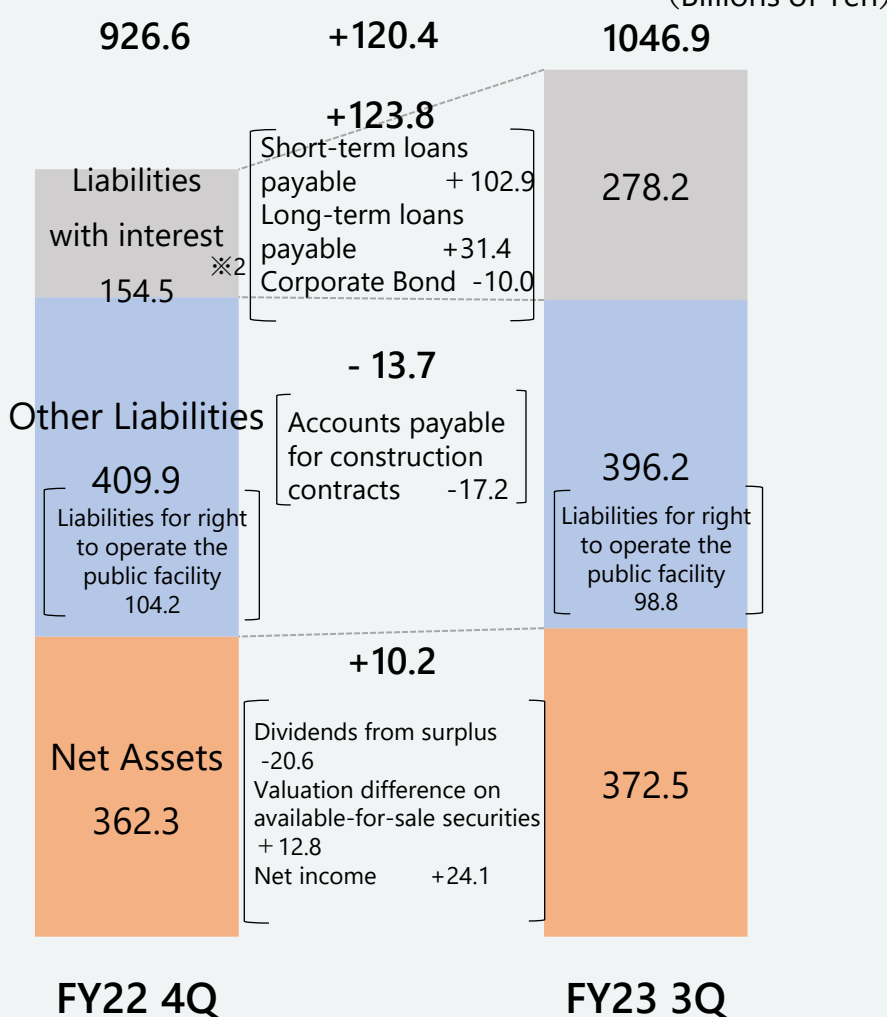 (Billions of Yen)
926.6
+120.4
1046.9
+123.8
Short-term loans
payable ＋102.9
Long-term loans
payable +31.4
Corporate Bond -10.0
Liabilities
with interest
※2
154.5
278.2
- 13.7
Accounts payable
for construction
contracts -17.2
Other Liabilities
409.9
Liabilities for right
to operate the
public facility
104.2
396.2
Liabilities for right
to operate the
public facility
98.8
+10.2
Dividends from surplus
-20.6
Valuation difference on
available-for-sale securities
＋12.8
Net income +24.1
Net Assets
362.3
372.5
FY22 4Q
FY23 3Q